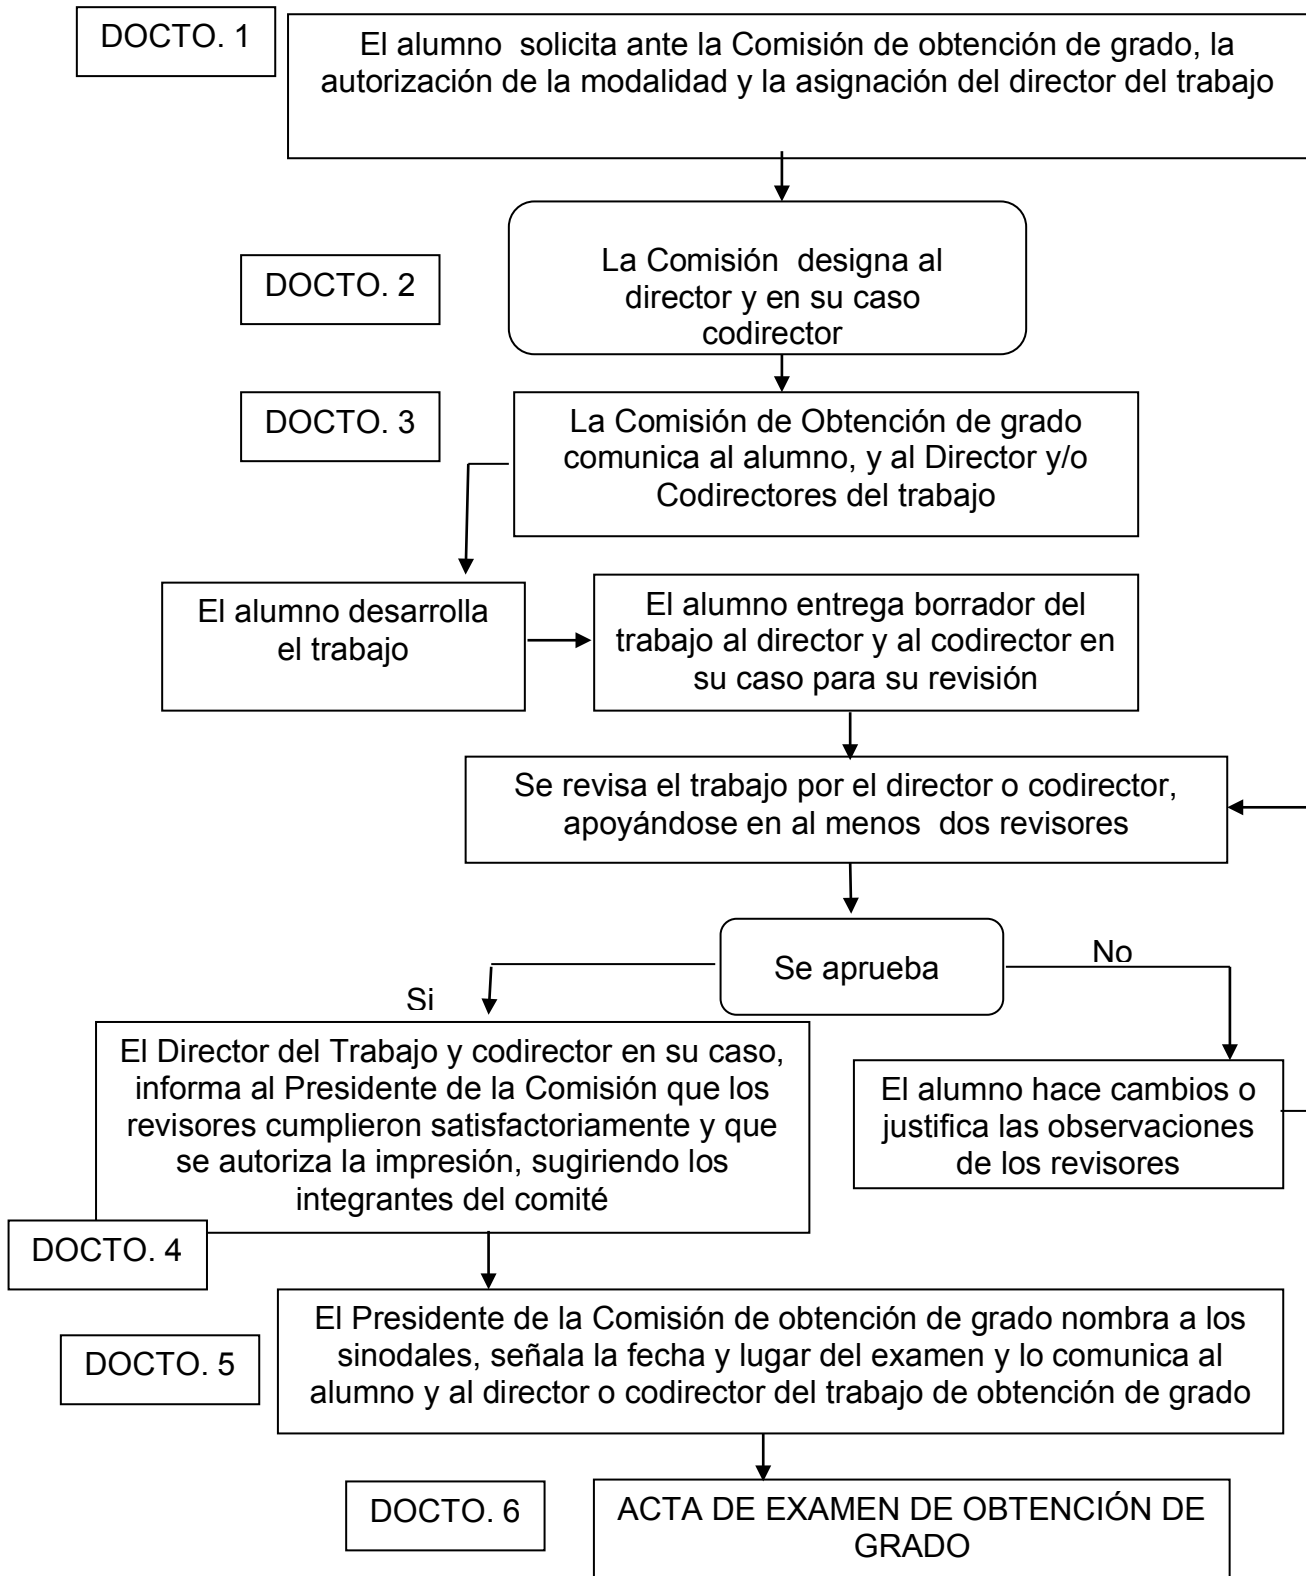 DOCTO. 1
El alumno solicita ante la Comisión de obtención de grado, la
autorización de la modalidad y la asignación del director del trabajo
DOCTO. 2
La Comisión designa al
director y en su caso
codirector
DOCTO. 3
La Comisión de Obtención de grado
comunica al alumno, y al Director y/o
Codirectores del trabajo
El alumno desarrolla
el trabajo
El alumno entrega borrador del
trabajo al director y al codirector en
su caso para su revisión
Se revisa el trabajo por el director o codirector,
apoyándose en al menos dos revisores
Se aprueba
No
Si
El Director del Trabajo y codirector en su caso,
informa al Presidente de la Comisión que los
revisores cumplieron satisfactoriamente y que
se autoriza la impresión, sugiriendo los
integrantes del comité
El alumno hace cambios o
justifica las observaciones
de los revisores
DOCTO. 4
DOCTO. 5
El Presidente de la Comisión de obtención de grado nombra a los
sinodales, señala la fecha y lugar del examen y lo comunica al
alumno y al director o codirector del trabajo de obtención de grado
DOCTO. 6
ACTA DE EXAMEN DE OBTENCIÓN DE
GRADO